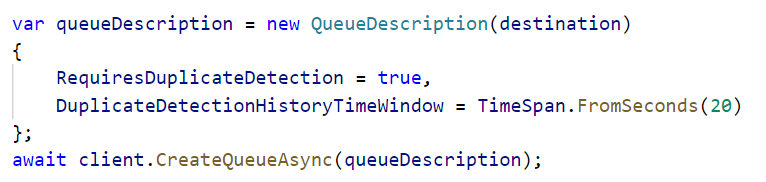 var queueDescription = new QueueDescription(destination)
{
    RequiresDuplicateDetection = true,
    DuplicateDetectionHistoryTimeWindow = TimeSpan.FromSeconds(20)
};
await client.CreateQueueAsync(queueDescription);